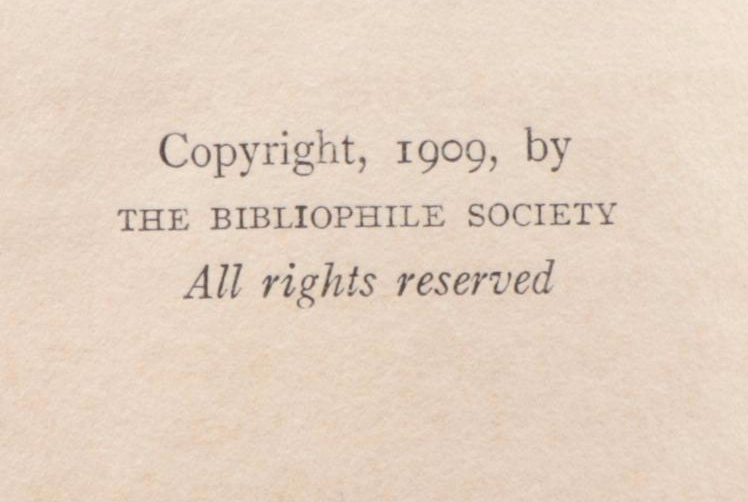 Copyright, 1909, by
THE BIBLIOPHILE SOCIETY
All rights reserved